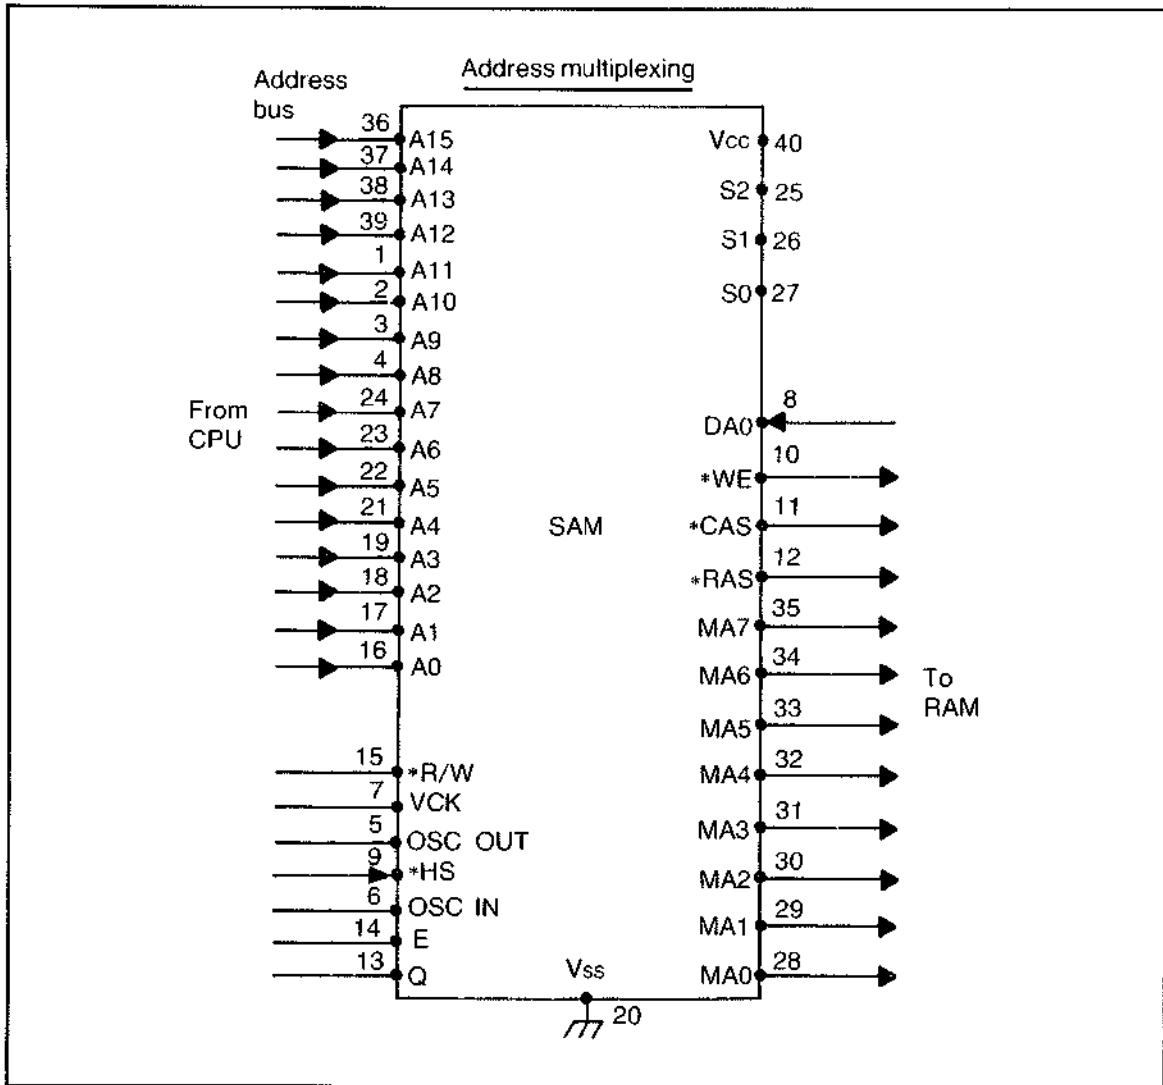 Address multiplexing
Address
bus
36 A15
37 A14
38 A13
39 A12
1 A11
2 A10
3 A9
4 A8
24 A7
23 A6
22 A5
21 A4
19 A3
18 A2
17 A1
16 A0
From
CPU
15 *R/W
7 VCK
5 OSC OUT
9 *HS
6 OSC IN
14 E
13 Q
SAM
Vcc 40
S2 25
S1 26
S0 27
DA0 8
*WE 10
*CAS 11
*RAS 12
MA7 35
MA6 34
MA5 33
MA4 32
MA3 31
MA2 30
MA1 29
MA0 28
To
RAM
Vss
20